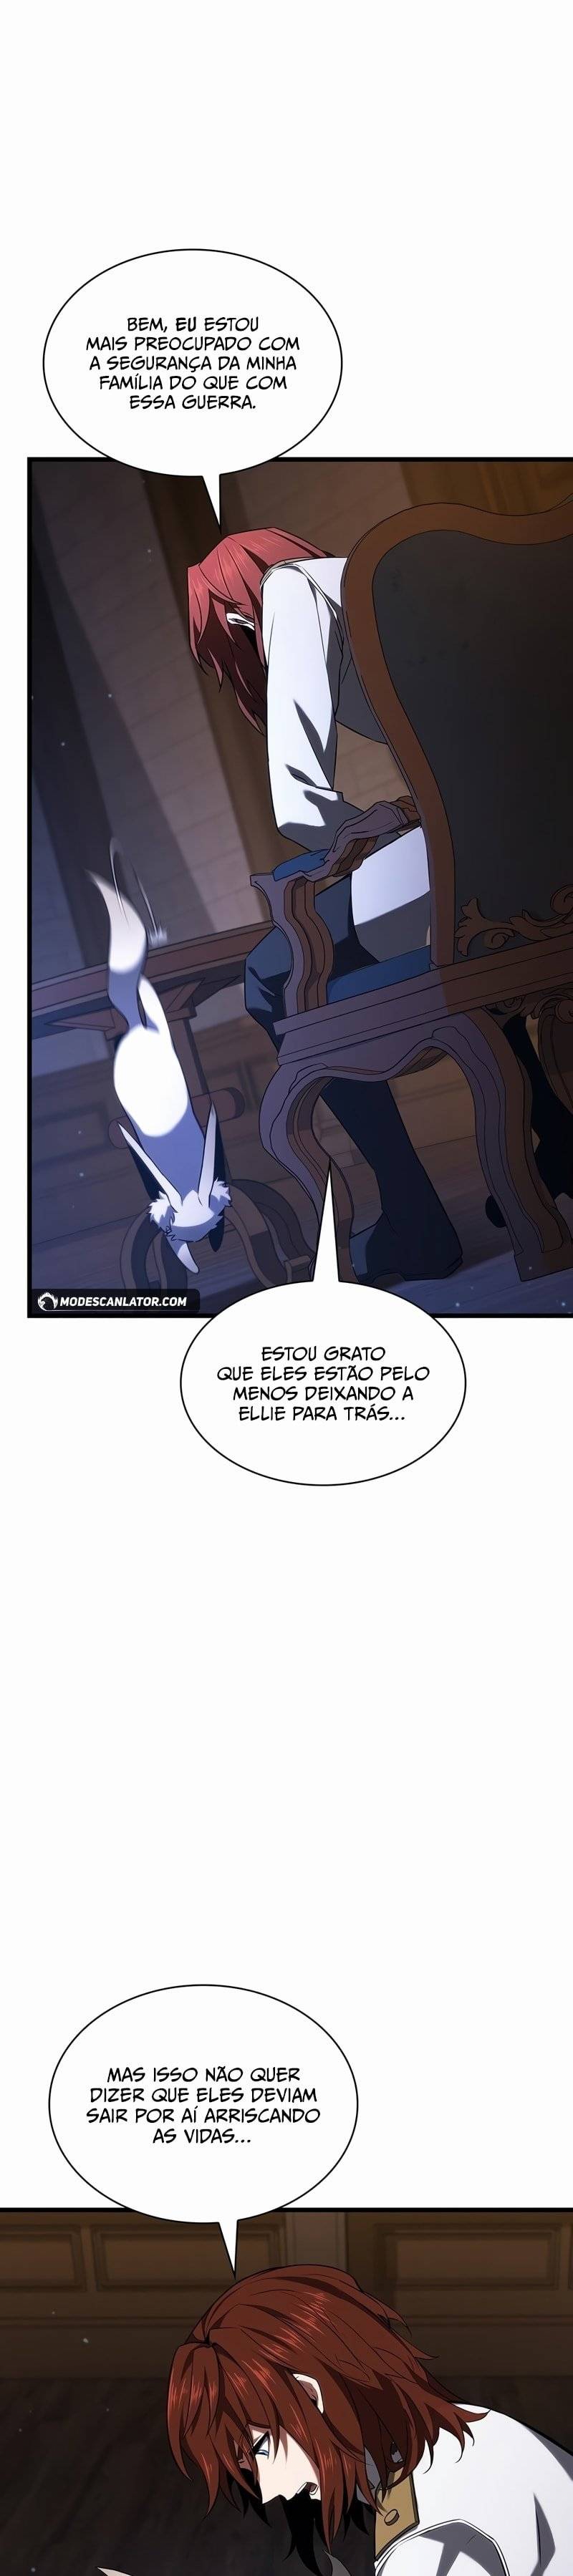 BEM, EU ESTOU
MAIS PREOCUPADO COM
A SEGURANÇA DA MINHA
FAMÍLIA DO QUE COM
ESSA GUERRA.
MODESCANLATOR.COM
ESTOU GRATO
QUE ELES ESTÃO PELO
MENOS DEIXANDO A
ELLIE PARA TRÁS...
MAS ISSO NÃO QUER
DIZER QUE ELES DEVIAM
SAIR POR AÍ ARRISCANDO
AS VIDAS...